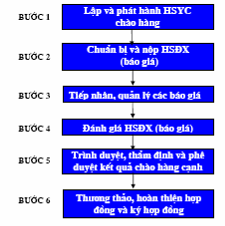 BƯỚC 1
Lập và phát hành HSYC
chào hàng
BƯỚC 2
Chuẩn bị và nộp HSĐX
(báo giá)
BƯỚC 3
Tiếp nhân, quản lý các báo giá
BƯỚC 4
Đánh giá HSĐX (báo giá)
BƯỚC 5
Trình duyệt, thẩm định và phê
duyệt kết quả chào hàng cạnh
BƯỚC 6
Thương thảo, hoàn thiện hợp
đồng và ký hợp đồng